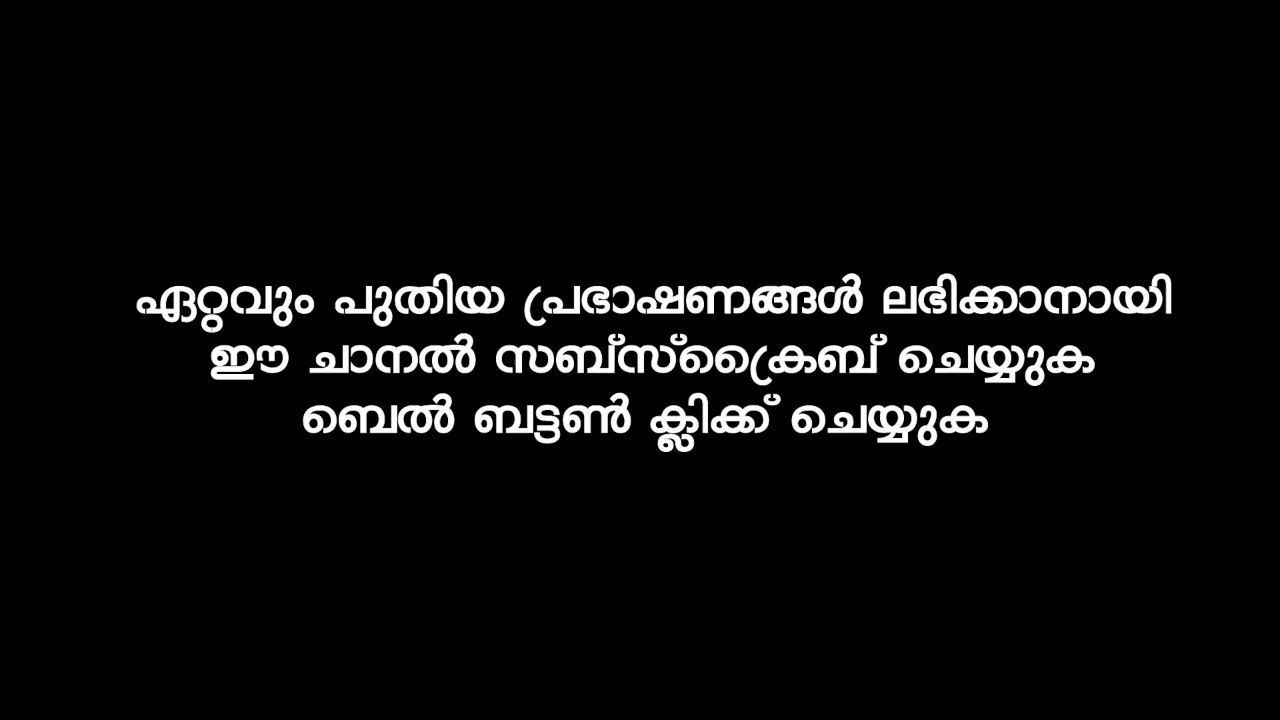 ഏറ്റവും പുതിയ പ്രഭാഷണങ്ങൾ ലഭിക്കാനായി
ഈ ചാനൽ സബ്സ്ക്രൈബ് ചെയ്യുക
ബെൽ ബട്ടൺ ക്ലിക്ക് ചെയ്യുക